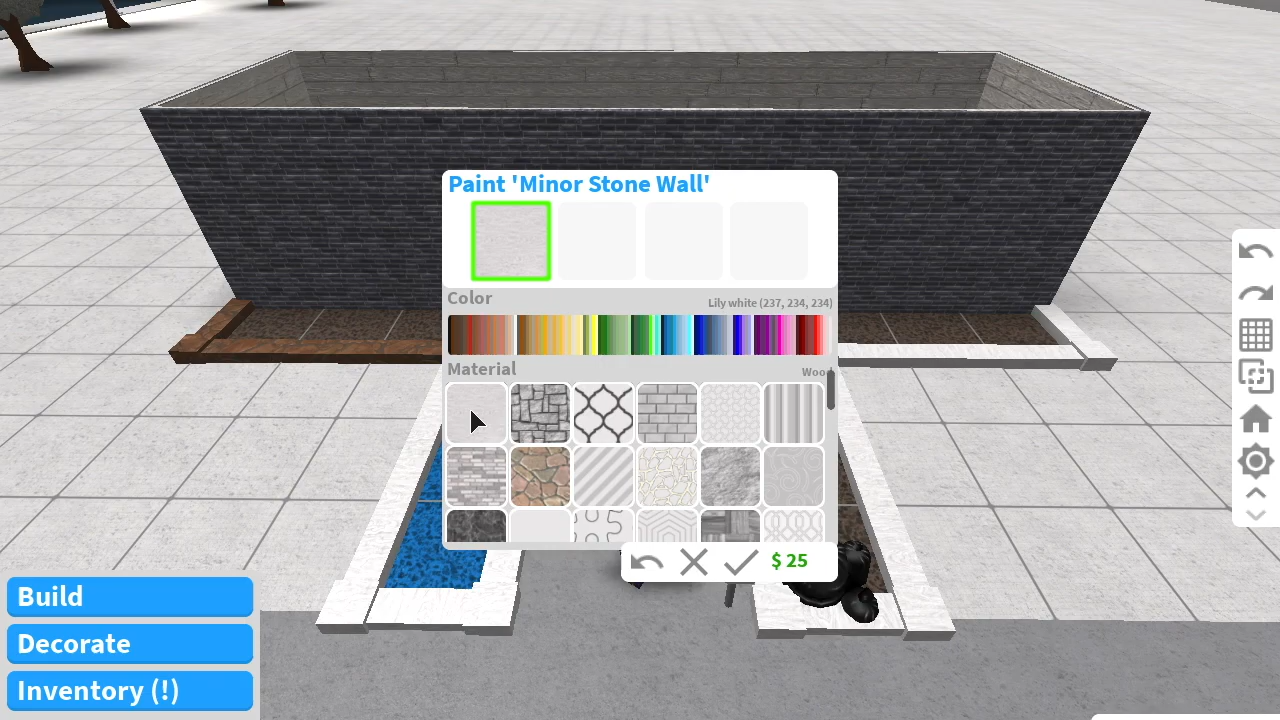 Paint 'Minor Stone Wall'
Color
Lily white (237, 234, 234)
Material
Wood
$ 25
Build
Decorate
Inventory (!)